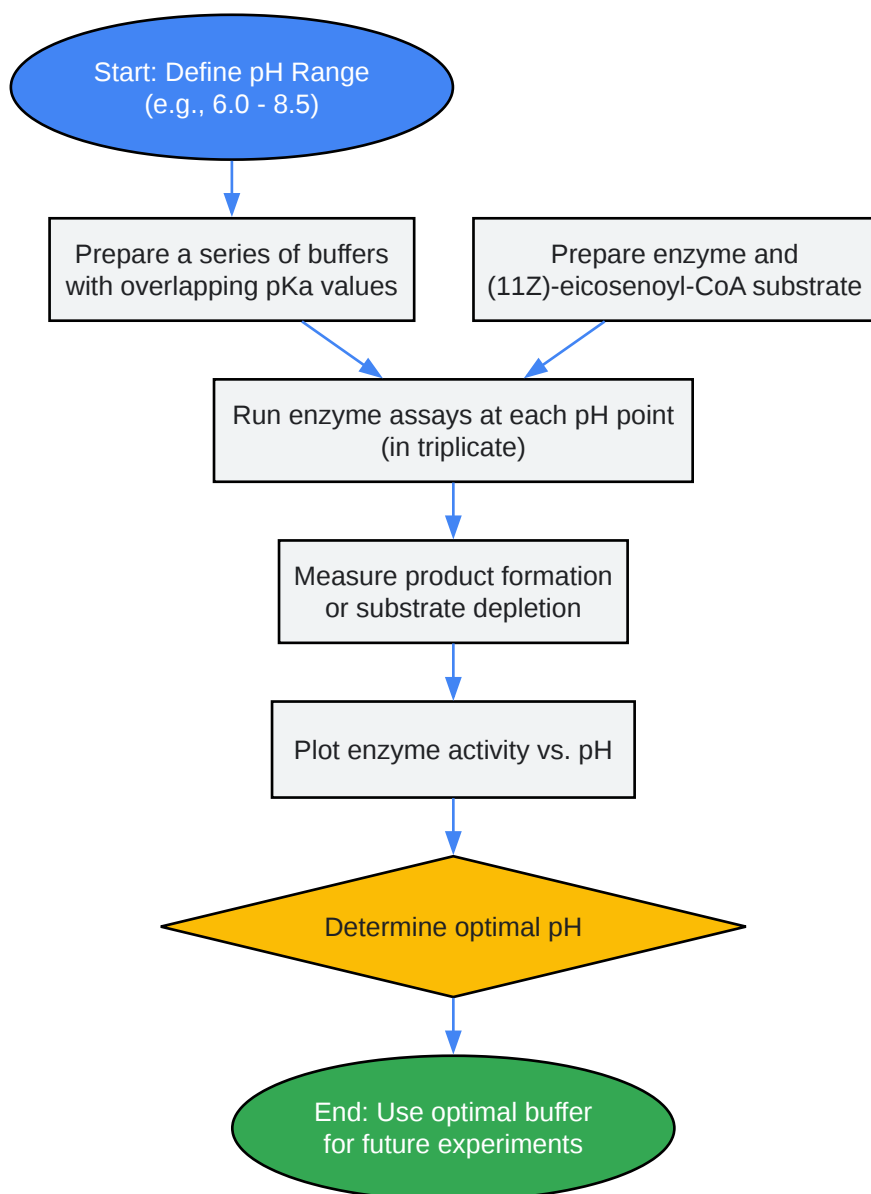 Start: Define pH Range
(e.g., 6.0 - 8.5)
Prepare a series of buffers
with overlapping pKa values
Prepare enzyme and
(11Z)-eicosenoyl-CoA substrate
Run enzyme assays at each pH point
(in triplicate)
Measure product formation
or substrate depletion
Plot enzyme activity vs. pH
Determine optimal pH
End: Use optimal buffer
for future experiments